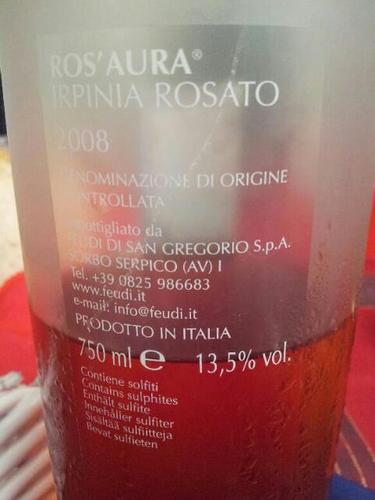 ROS'AURA®
IRPINIA ROSATO
2008
DENOMINAZIONE DI ORIGINE
CONTROLLATA
Imbottigliato da
FEUDI DI SAN GREGORIO S.p.A.
SORBO SERPICO (AV) I
Tel. +39 0825 986683
www.feudi.it
e-mail: info@feudi.it
PRODOTTO IN ITALIA
750 ml e 13,5% vol.
Contiene solfiti
Contains sulphites
Enthält sulfite
Innehåller sulfiter
Sisältää sulfiitteja
Bevat sulfieten